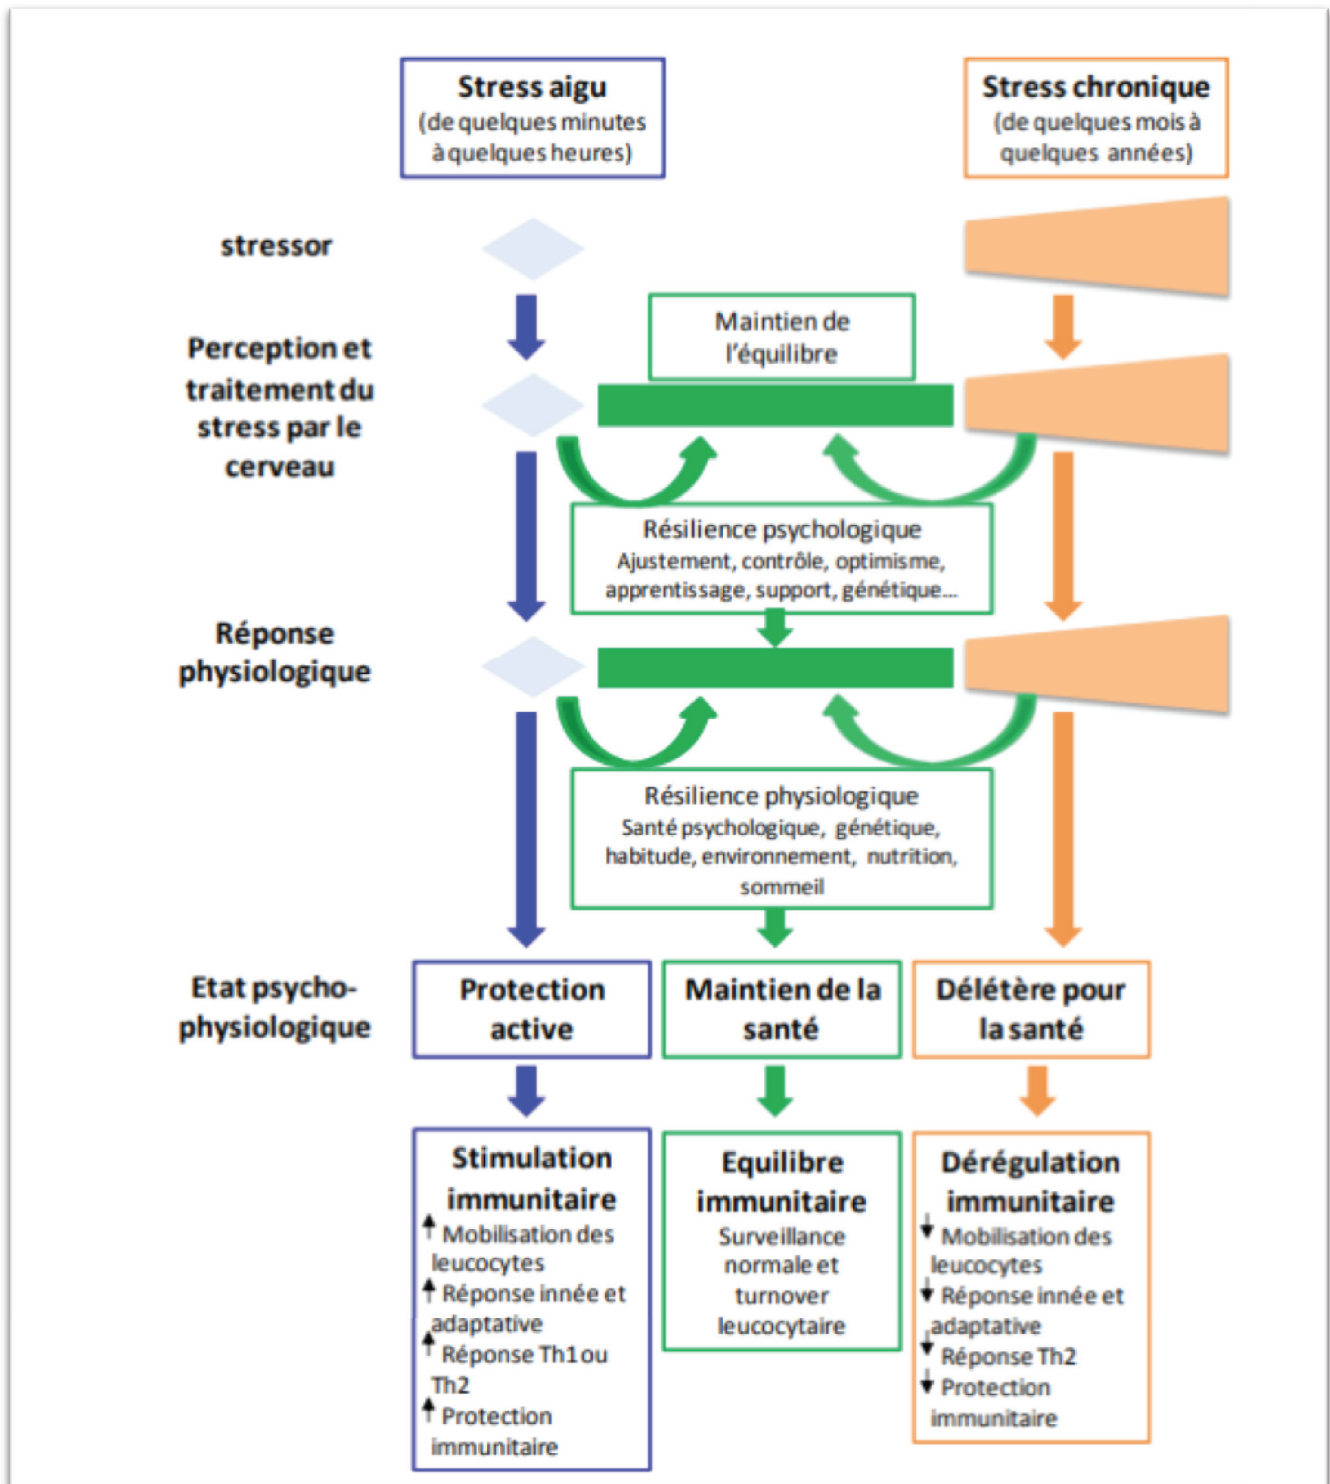 Stress aigu
(de quelques minutes
à quelques heures)
Stress chronique
(de quelques mois à
quelques années)
stressor
Maintien de
l'équilibre
Perception et
traitement du
stress par le
cerveau
Résilience psychologique
Ajustement, contrôle, optimisme,
apprentissage, support, génétique...
Réponse
physiologique
Résilience physiologique
Santé psychologique, génétique,
habitude, environnement, nutrition,
sommeil
Etat psycho-
physiologique
Protection
active
Maintien de la
santé
Délétère pour
la santé
Stimulation
immunitaire
↑ Mobilisation des
leucocytes
↑ Réponse innée et
adaptative
↑ Réponse Th1 ou
Th2
↑ Protection
immunitaire
Equilibre
immunitaire
Surveillance
normale et
turnover
leucocytaire
Dérégulation
immunitaire
↓ Mobilisation des
leucocytes
↓ Réponse innée et
adaptative
↓ Réponse Th2
↓ Protection
immunitaire